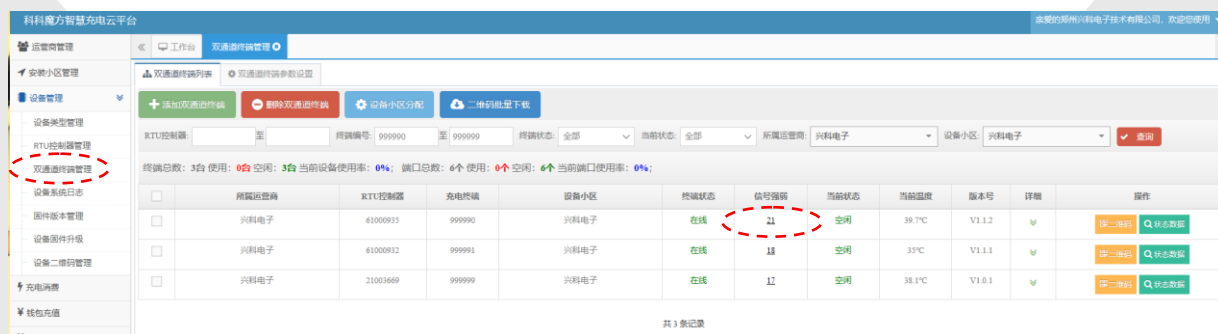 科科魔方智慧充电云平台
亲爱的郑州兴科电子技术有限公司，欢迎您使用
运营商管理
工作台 双通道终端管理
安装小区管理
双通道终端列表 双通道终端参数设置
设备管理
添加双通道终端 删除双通道终端 设备小区分配 二维码批量下载
设备类型管理
RTU控制器管理
RTU控制器: 至 终端编号: 999990 至 999999 终端状态: 全部 当前状态: 全部 所属运营商: 兴科电子 设备小区: 兴科电子 查询
双通道终端管理
终端总数：3台 使用：0台 空闲：3台 当前设备使用率：0%； 端口总数：6个 使用：0个 空闲：6个 当前端口使用率：0%；
设备系统日志
所属运营商 RTU控制器 充电终端 设备小区 终端状态 信号强弱 当前状态 当前温度 版本号 详细 操作
固件版本管理
兴科电子 61000935 999990 兴科电子 在线 21 空闲 39.7℃ V1.1.2 二维码 状态数据
设备固件升级
兴科电子 61000932 999991 兴科电子 在线 18 空闲 35℃ V1.1.1 二维码 状态数据
设备二维码管理
兴科电子 21003669 999999 兴科电子 在线 17 空闲 38.1℃ V1.0.1 二维码 状态数据
充电消费
钱包充值
共 3 条记录